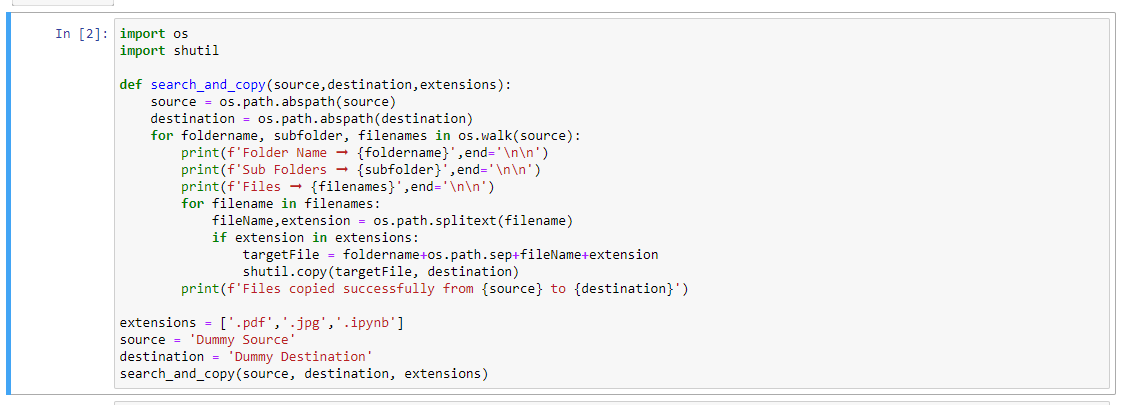 In [2]: import os
import shutil

def search_and_copy(source,destination,extensions):
    source = os.path.abspath(source)
    destination = os.path.abspath(destination)
    for foldername, subfolder, filenames in os.walk(source):
        print(f'Folder Name → {foldername}',end='\n\n')
        print(f'Sub Folders → {subfolder}',end='\n\n')
        print(f'Files → {filenames}',end='\n\n')
        for filename in filenames:
            fileName,extension = os.path.splitext(filename)
            if extension in extensions:
                targetFile = foldername+os.path.sep+fileName+extension
                shutil.copy(targetFile, destination)
        print(f'Files copied successfully from {source} to {destination}')

extensions = ['.pdf','.jpg','.ipynb']
source = 'Dummy Source'
destination = 'Dummy Destination'
search_and_copy(source, destination, extensions)